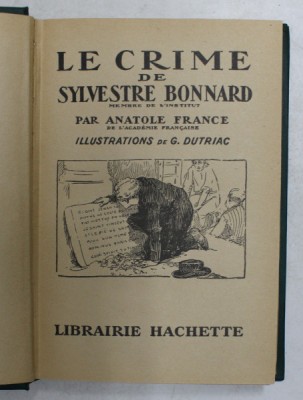 LE CRIME
DE
SYLVESTRE BONNARD
MEMBRE DE L'INSTITUT
PAR ANATOLE FRANCE
DE L'ACADÉMIE FRANÇAISE
ILLUSTRATIONS DE G. DUTRIAC
LIBRAIRIE HACHETTE